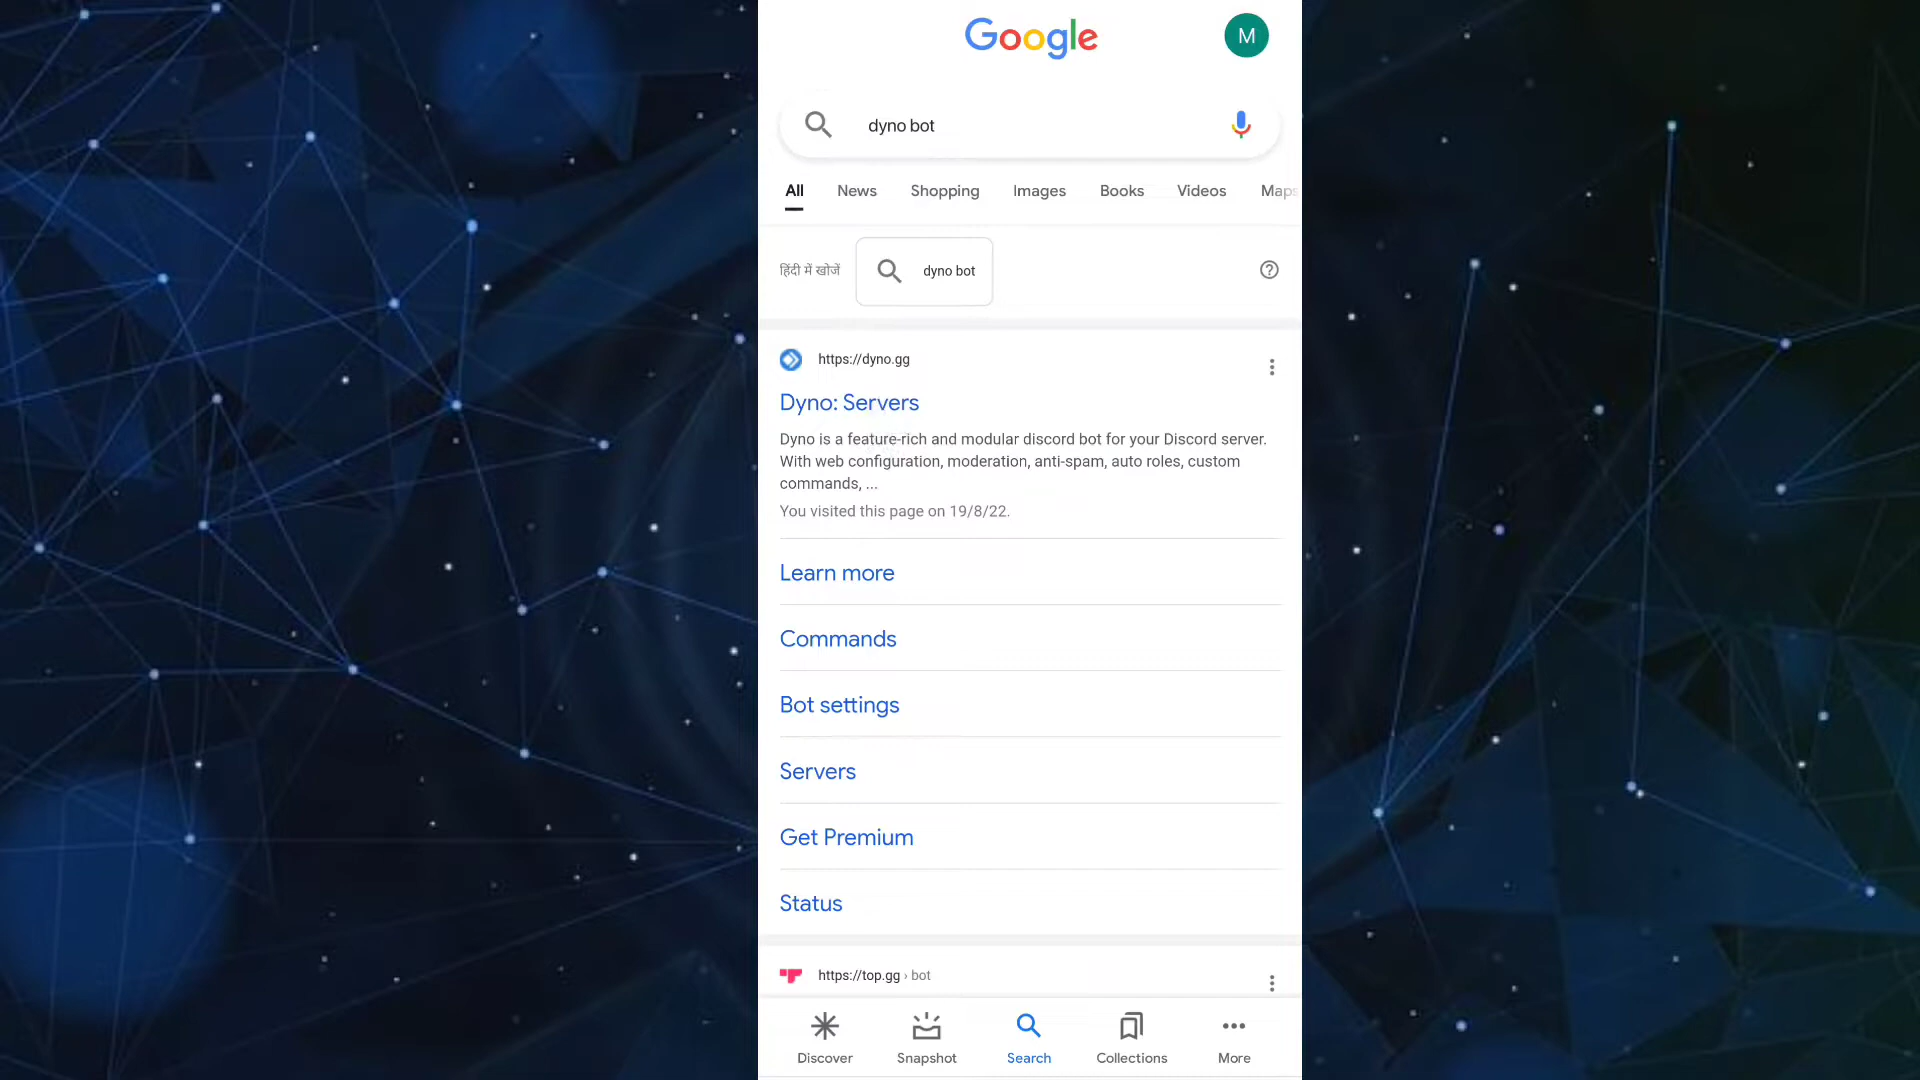 Google
M
dyno bot
All News Shopping Images Books Videos Maps
हिंदी में खोजें dyno bot
https://dyno.gg
Dyno: Servers
Dyno is a feature-rich and modular discord bot for your Discord server.
With web configuration, moderation, anti-spam, auto roles, custom
commands, ...
You visited this page on 19/8/22.
Learn more
Commands
Bot settings
Servers
Get Premium
Status
https://top.gg › bot
Discover Snapshot Search Collections More